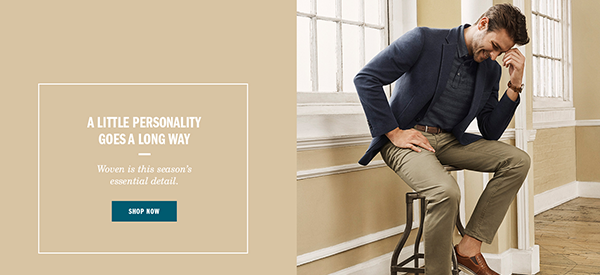 A LITTLE PERSONALITY
GOES A LONG WAY
Woven is this season's
essential detail.
SHOP NOW